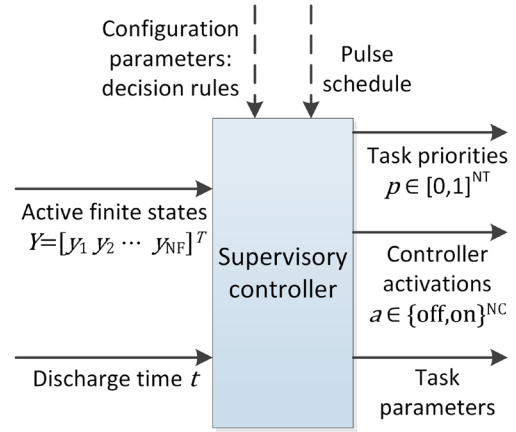 Configuration
parameters:
decision rules
Pulse
schedule
Active finite states
Y=[y₁ y₂ ⋯ y_NF]ᵀ
Discharge time t
Supervisory
controller
Task priorities
p ∈ [0,1]^NT
Controller
activations
a ∈ {off,on}^NC
Task
parameters